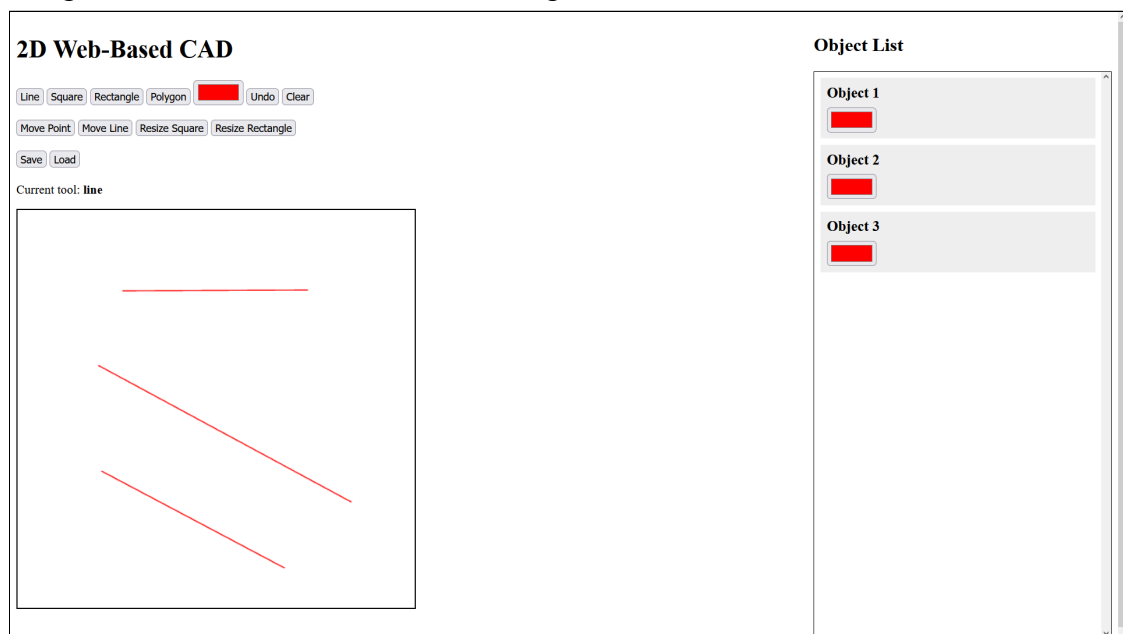 2D Web-Based CAD
Line Square Rectangle Polygon Undo Clear
Move Point Move Line Resize Square Resize Rectangle
Save Load
Current tool: line
Object List
Object 1
Object 2
Object 3